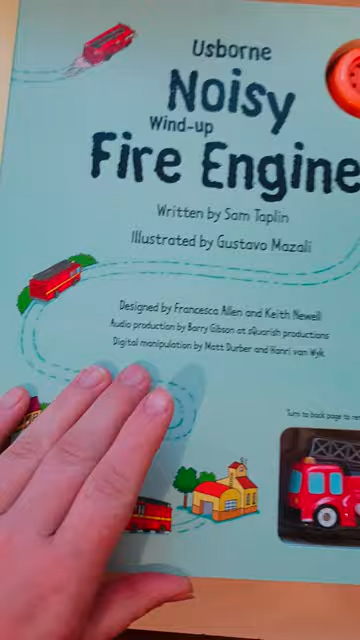 Usborne
Noisy
Wind-up
Fire Engine
Written by Sam Taplin
Illustrated by Gustavo Mazali
Designed by Francesca Allen and Keith Newell
Audio production by Barry Gibson at sQuarish productions
Digital manipulation by Matt Durber and Hanri van Wyk
Turn to back page to